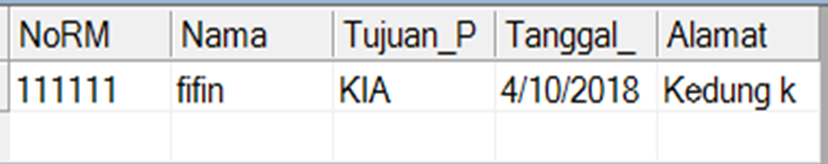 NoRM Nama Tujuan_P Tanggal_ Alamat
111111 fifin KIA 4/10/2018 Kedung k